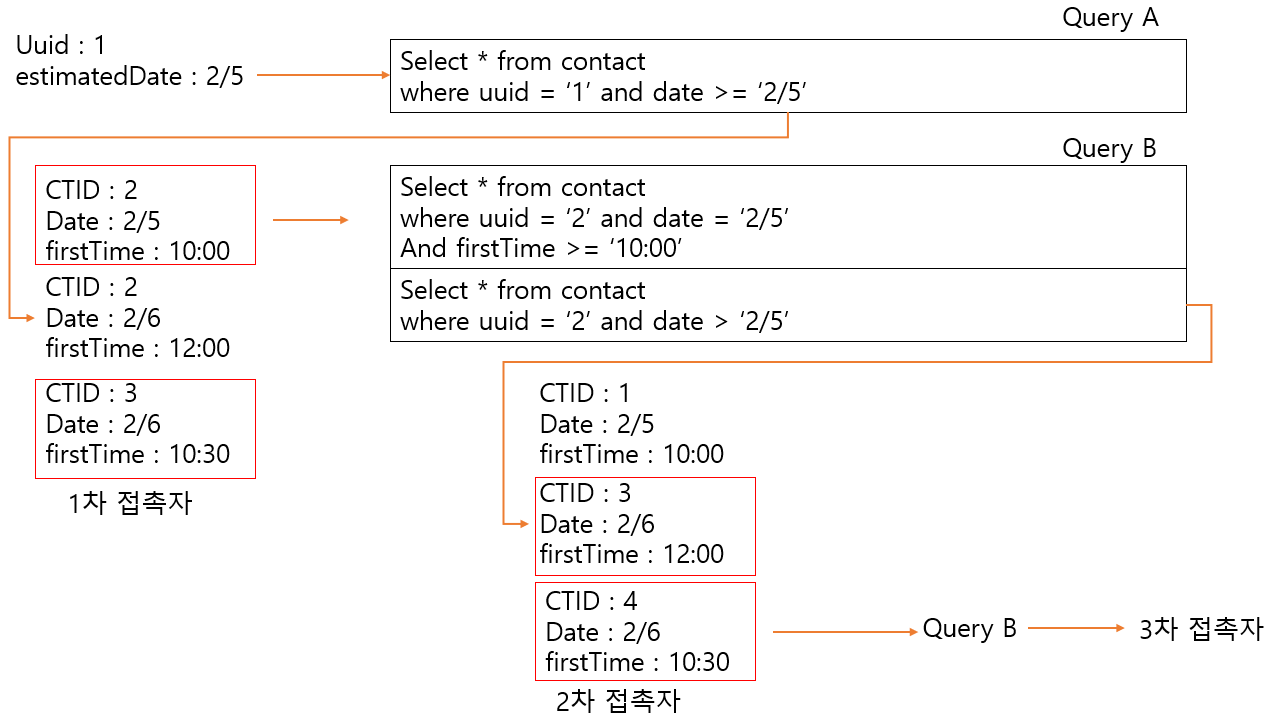 Query A
Uuid : 1
estimatedDate : 2/5
Select * from contact
where uuid = ‘1’ and date >= ‘2/5’
Query B
CTID : 2
Date : 2/5
firstTime : 10:00
Select * from contact
where uuid = ‘2’ and date = ‘2/5’
And firstTime >= ‘10:00’
CTID : 2
Date : 2/6
firstTime : 12:00
Select * from contact
where uuid = ‘2’ and date > ‘2/5’
CTID : 3
Date : 2/6
firstTime : 10:30
1차 접촉자
CTID : 1
Date : 2/5
firstTime : 10:00
CTID : 3
Date : 2/6
firstTime : 12:00
CTID : 4
Date : 2/6
firstTime : 10:30
2차 접촉자
Query B
3차 접촉자